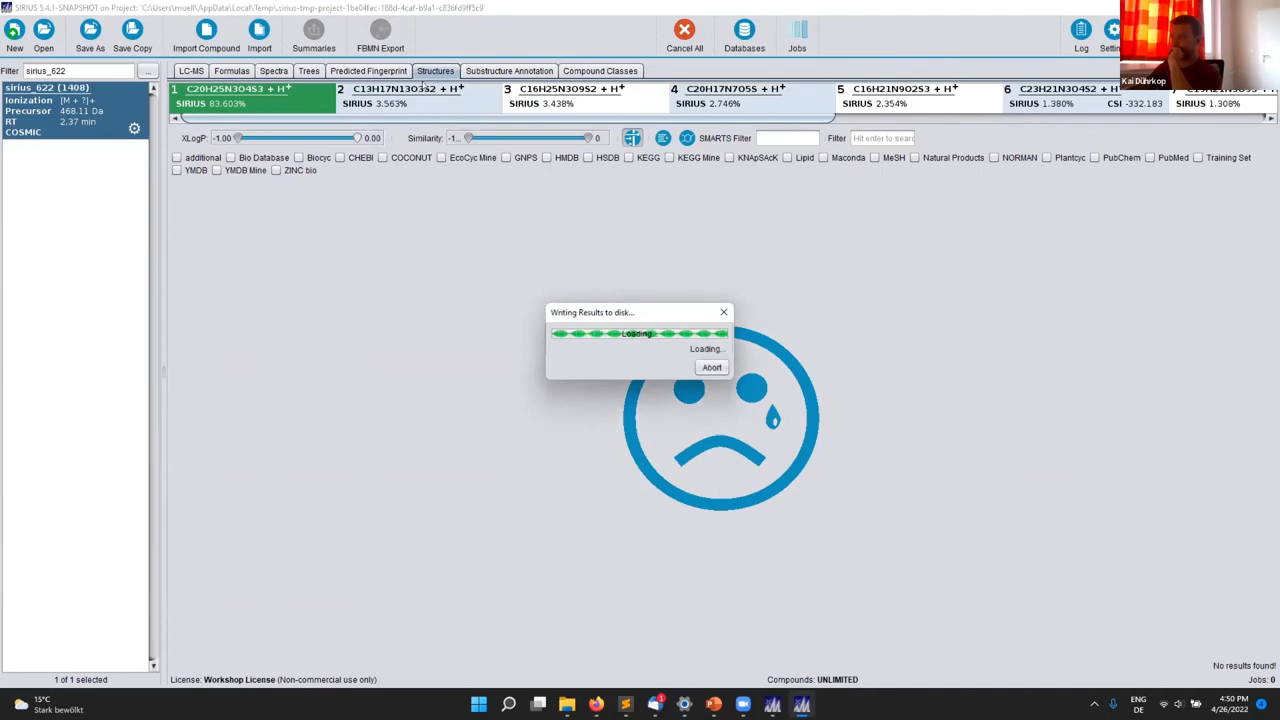 SIRIUS 5.4.1-SNAPSHOT on Project: 'C:\Users\muell\AppData\Local\Temp\.sirius-tmp-project-1be04fac-188d-4caf-b9a1-c836fd9ff5c9'
New Open Save As Save Copy Import Compound Import Summaries FBMN Export Cancel All Databases Jobs Log
Kai Dührkop
Filter sirius_622 ...
LC-MS Formulas Spectra Trees Predicted Fingerprint Structures Substructure Annotation Compound Classes
sirius_622 (1408)
Ionization [M + ?]+
Precursor 468.11 Da
RT 2.37 min
COSMIC
1 C20H25N3O4S3 + H+
SIRIUS 83.603%
2
SIRIUS 3.563%
3 C16H25N3O9S2 + H+
SIRIUS 3.438%
4 C20H17N7O5S + H+
SIRIUS 2.746%
5 C16H21N9O2S3 + H+
SIRIUS 2.354%
6 C23H21N3O4S2 + H
SIRIUS 1.380% CSI -332.183
7
SIRIUS 1.308%
XLogP: -1.00 0.00 Similarity: -1... 0 SMARTS Filter Filter Hit enter to searc
additional Bio Database Biocyc CHEBI COCONUT EcoCyc Mine GNPS HMDB HSDB KEGG KEGG Mine KNApSAcK Lipid Maconda MeSH Natural Products NORMAN Plantcyc PubChem PubMed Training Set
YMDB YMDB Mine ZINC bio
Writing Results to disk...
Loading...
Loading...
Abort
No results found!
1 of 1 selected License: Workshop License (Non-commercial use only) Compounds: UNLIMITED Jobs: 0
15°C
Stark bewölkt
1
ENG
DE
4:50 PM
4/26/2022